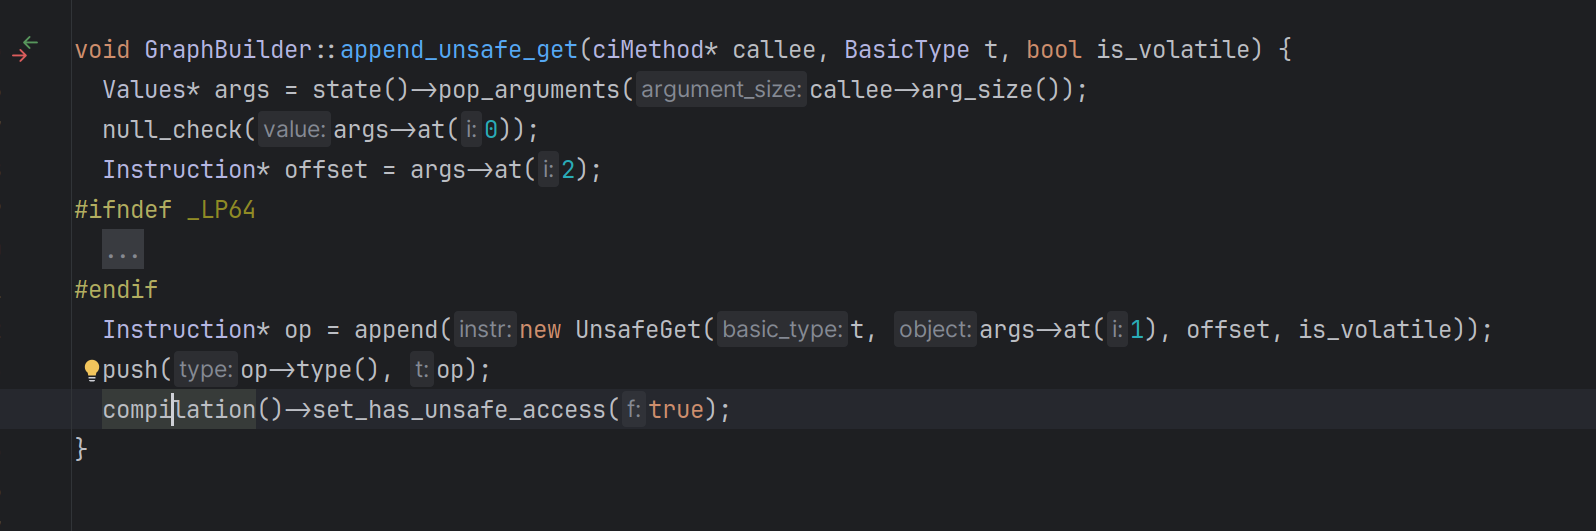 void GraphBuilder::append_unsafe_get(ciMethod* callee, BasicType t, bool is_volatile) {
Values* args = state()->pop_arguments(argument_size: callee->arg_size());
null_check(value: args->at(i: 0));
Instruction* offset = args->at(i: 2);
#ifndef _LP64
...
#endif
Instruction* op = append(instr: new UnsafeGet(basic_type: t, object: args->at(i: 1), offset, is_volatile));
push(type: op->type(), t: op);
compilation()->set_has_unsafe_access(f: true);
}